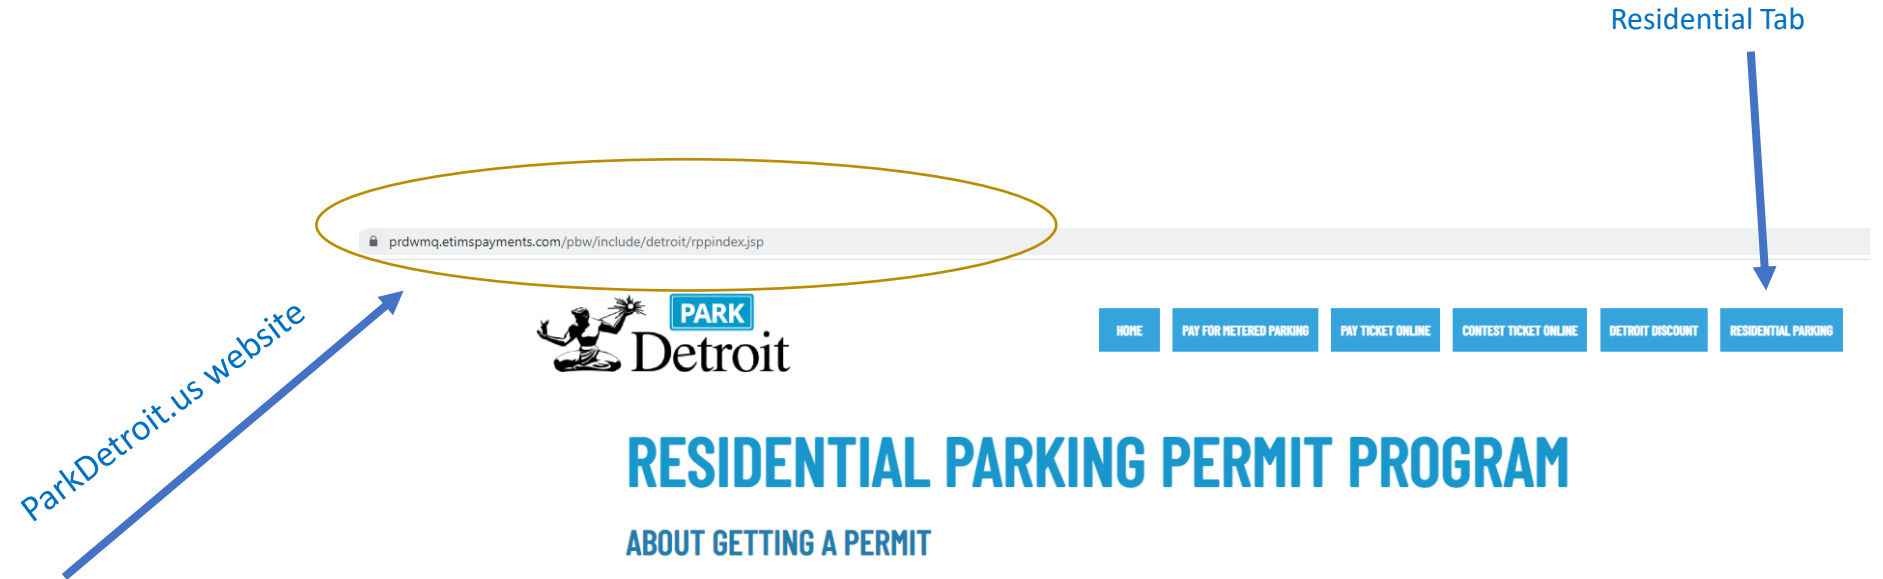 Residential Tab
prdwmq.etimspayments.com/pbw/include/detroit/rppindex.jsp
ParkDetroit.us website
PARK
Detroit
HOME
PAY FOR METERED PARKING
PAY TICKET ONLINE
CONTEST TICKET ONLINE
DETROIT DISCOUNT
RESIDENTIAL PARKING
RESIDENTIAL PARKING PERMIT PROGRAM
ABOUT GETTING A PERMIT